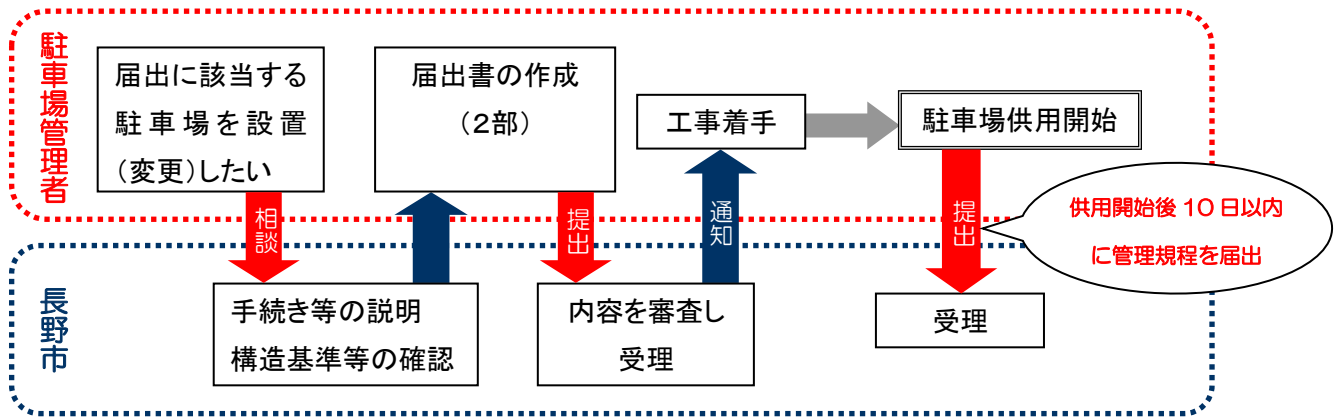 駐車場管理者
届出に該当する
駐車場を設置
（変更）したい
相談
届出書の作成
（２部）
提出
工事着手
通知
駐車場供用開始
提出
供用開始後 10 日以内
に管理規程を届出
長野市
手続き等の説明
構造基準等の確認
内容を審査し
受理
受理